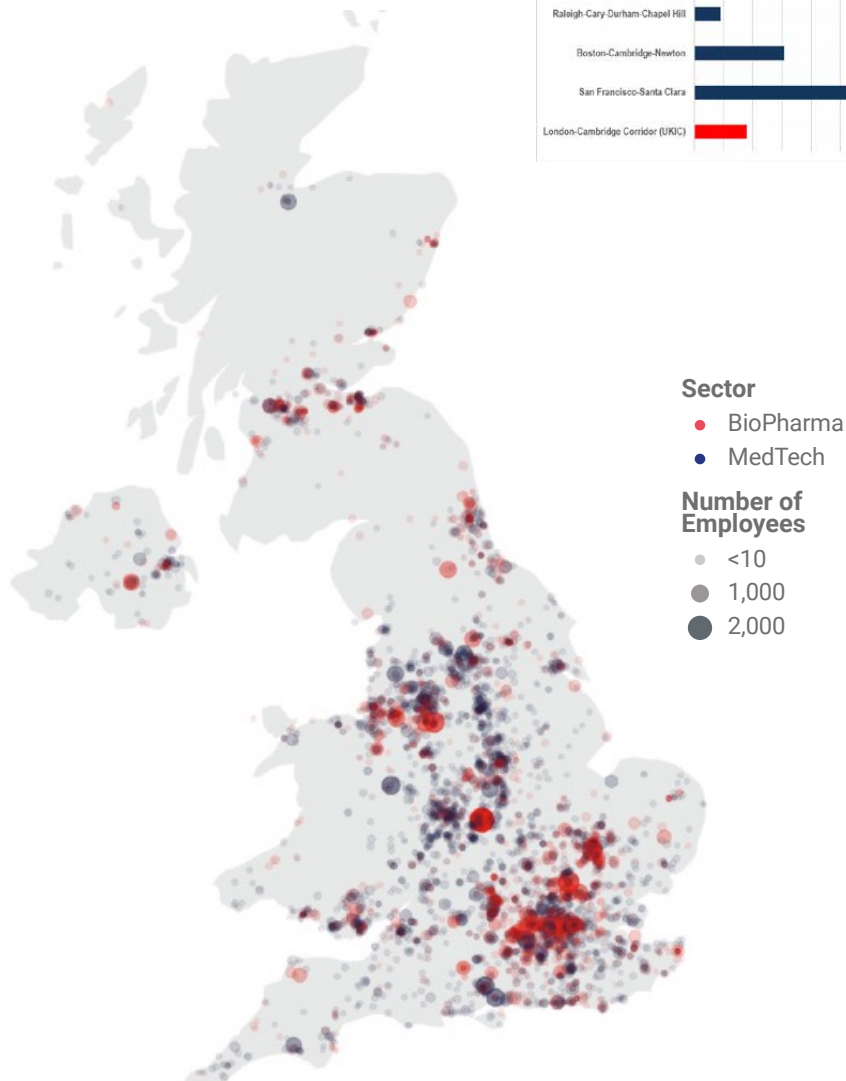 Raleigh-Cary-Durham-Chapel Hill
Boston-Cambridge-Newton
San Francisco-Santa Clara
London-Cambridge Corridor (UKIC)
Sector
BioPharma
MedTech
Number of
Employees
<10
1,000
2,000